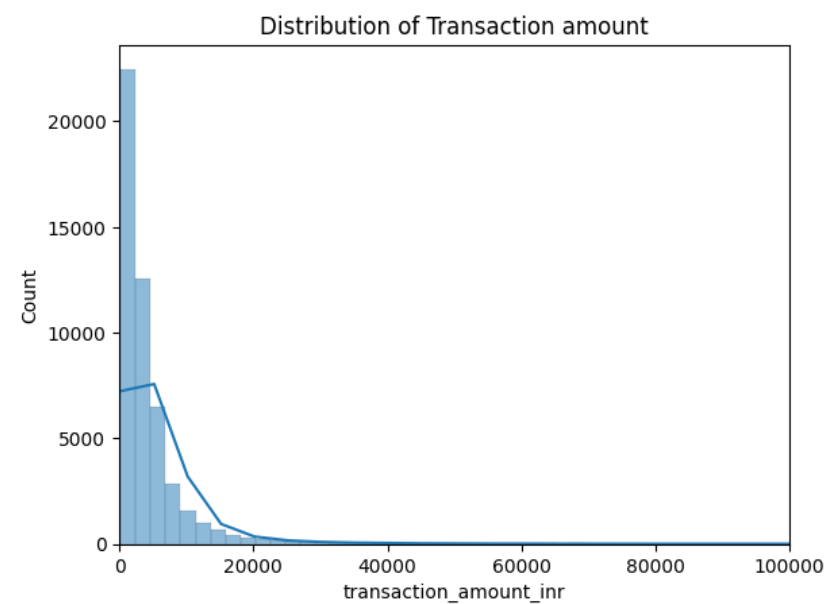 Distribution of Transaction amount
20000
15000
10000
5000
0
Count
0 20000 40000 60000 80000 100000
transaction_amount_inr